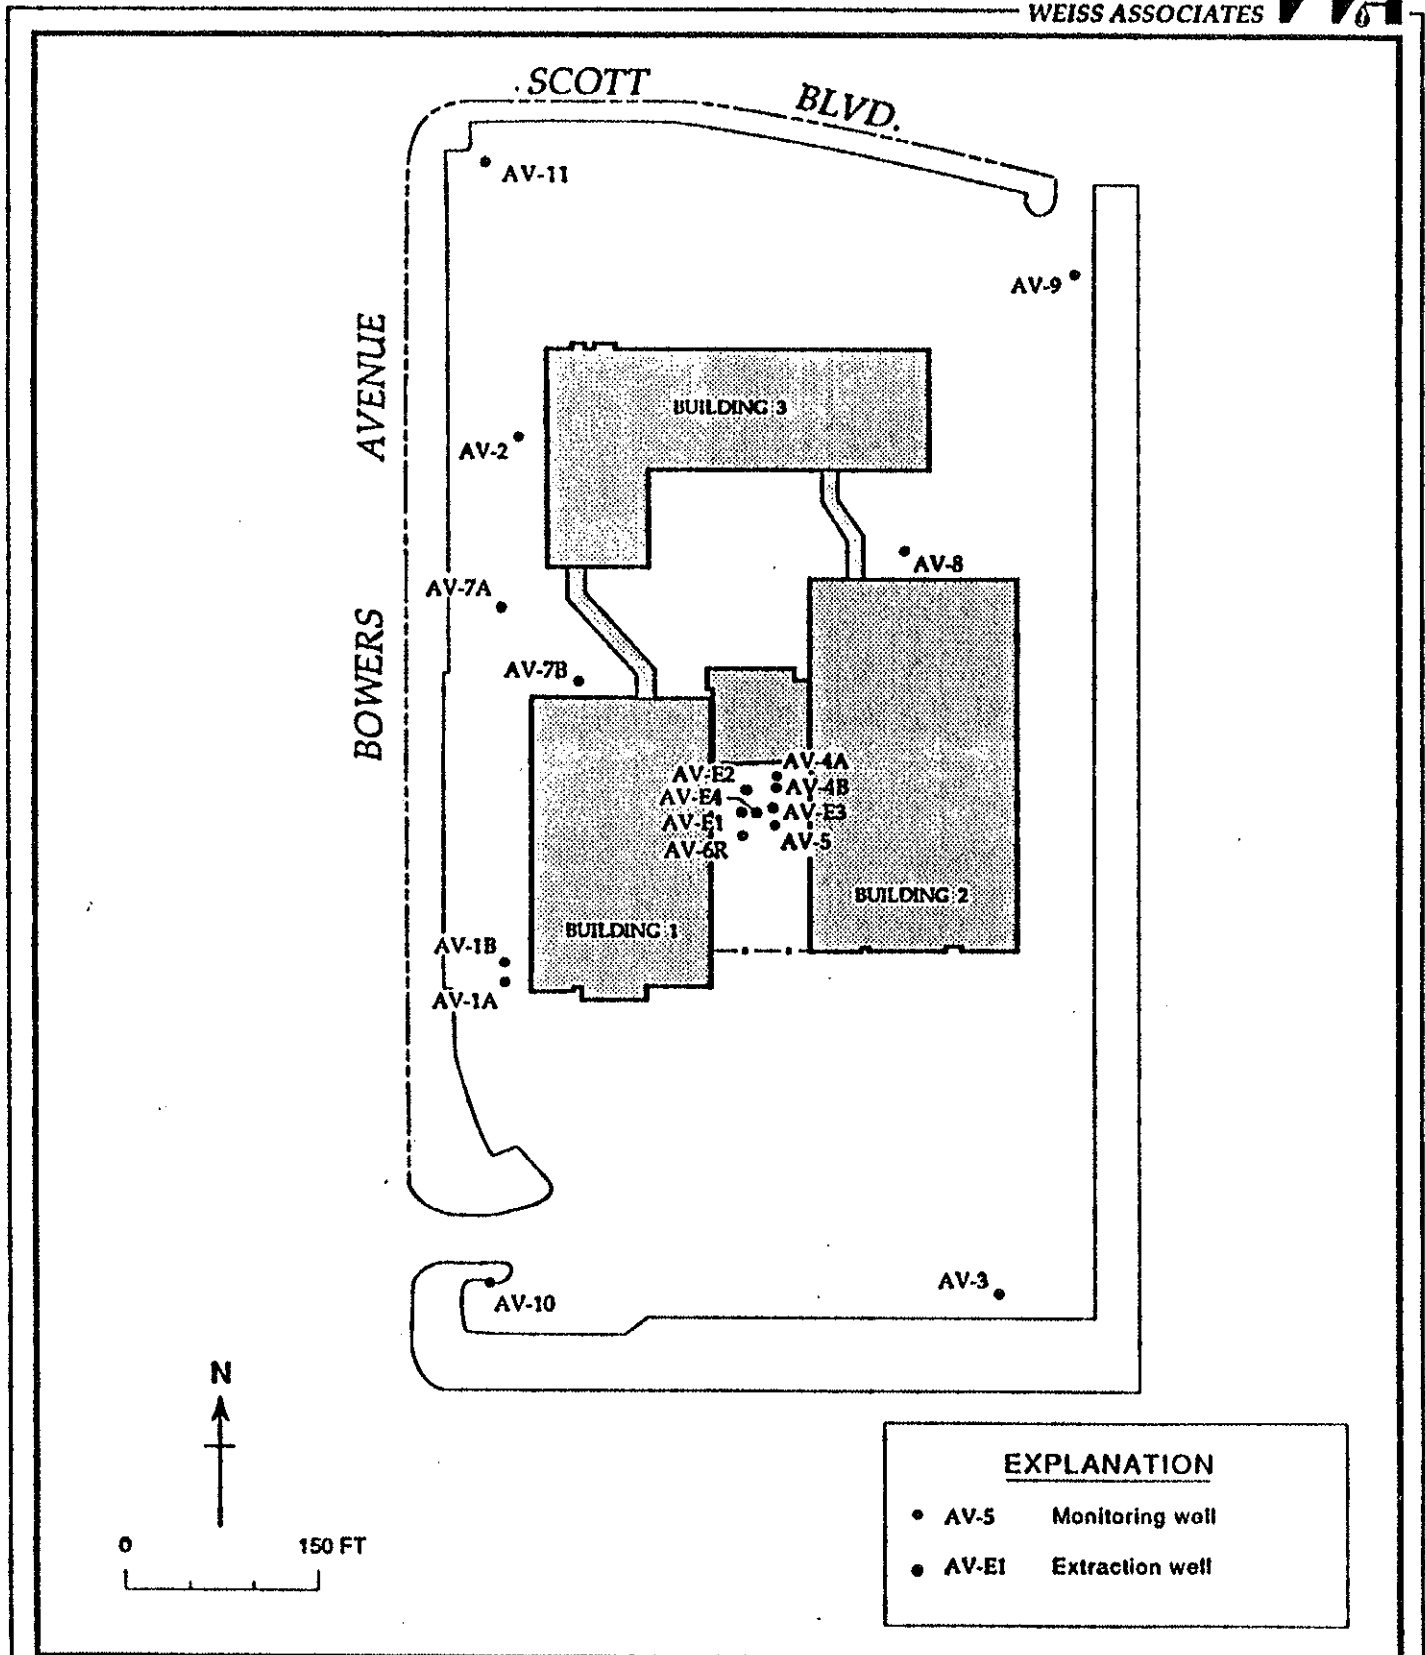 WEISS ASSOCIATES
SCOTT BLVD.
AV-11
AV-9
BOWERS AVENUE
BUILDING 3
AV-2
AV-8
AV-7A
AV-7B
AV-4A
AV-E2
AV-4B
AV-E4
AV-E3
AV-E1
AV-5
AV-6R
BUILDING 2
BUILDING 1
AV-1B
AV-1A
AV-3
AV-10
N
0 150 FT
EXPLANATION
AV-5 Monitoring well
AV-E1 Extraction well